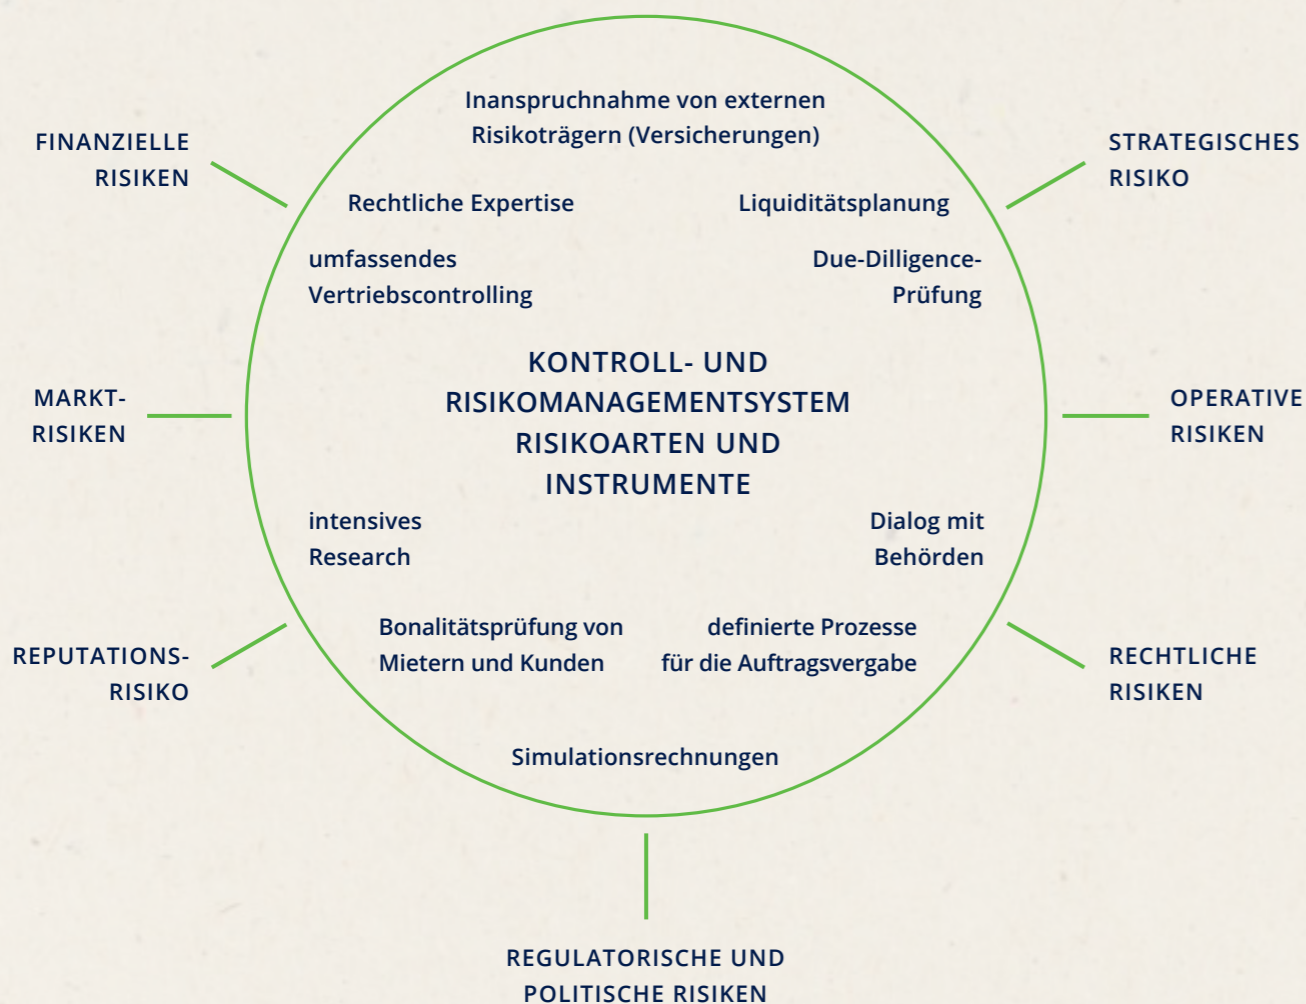 Inanspruchnahme von externen
Risikoträgern (Versicherungen)
FINANZIELLE
RISIKEN
STRATEGISCHES
RISIKO
Rechtliche Expertise
Liquiditätsplanung
umfassendes
Vertriebscontrolling
Due-Dilligence-
Prüfung
KONTROLL- UND
RISIKOMANAGEMENTSYSTEM
RISIKOARTEN UND
INSTRUMENTE
MARKT-
RISIKEN
OPERATIVE
RISIKEN
intensives
Research
Dialog mit
Behörden
Bonalitätsprüfung von
Mietern und Kunden
definierte Prozesse
für die Auftragsvergabe
REPUTATIONS-
RISIKO
RECHTLICHE
RISIKEN
Simulationsrechnungen
REGULATORISCHE UND
POLITISCHE RISIKEN